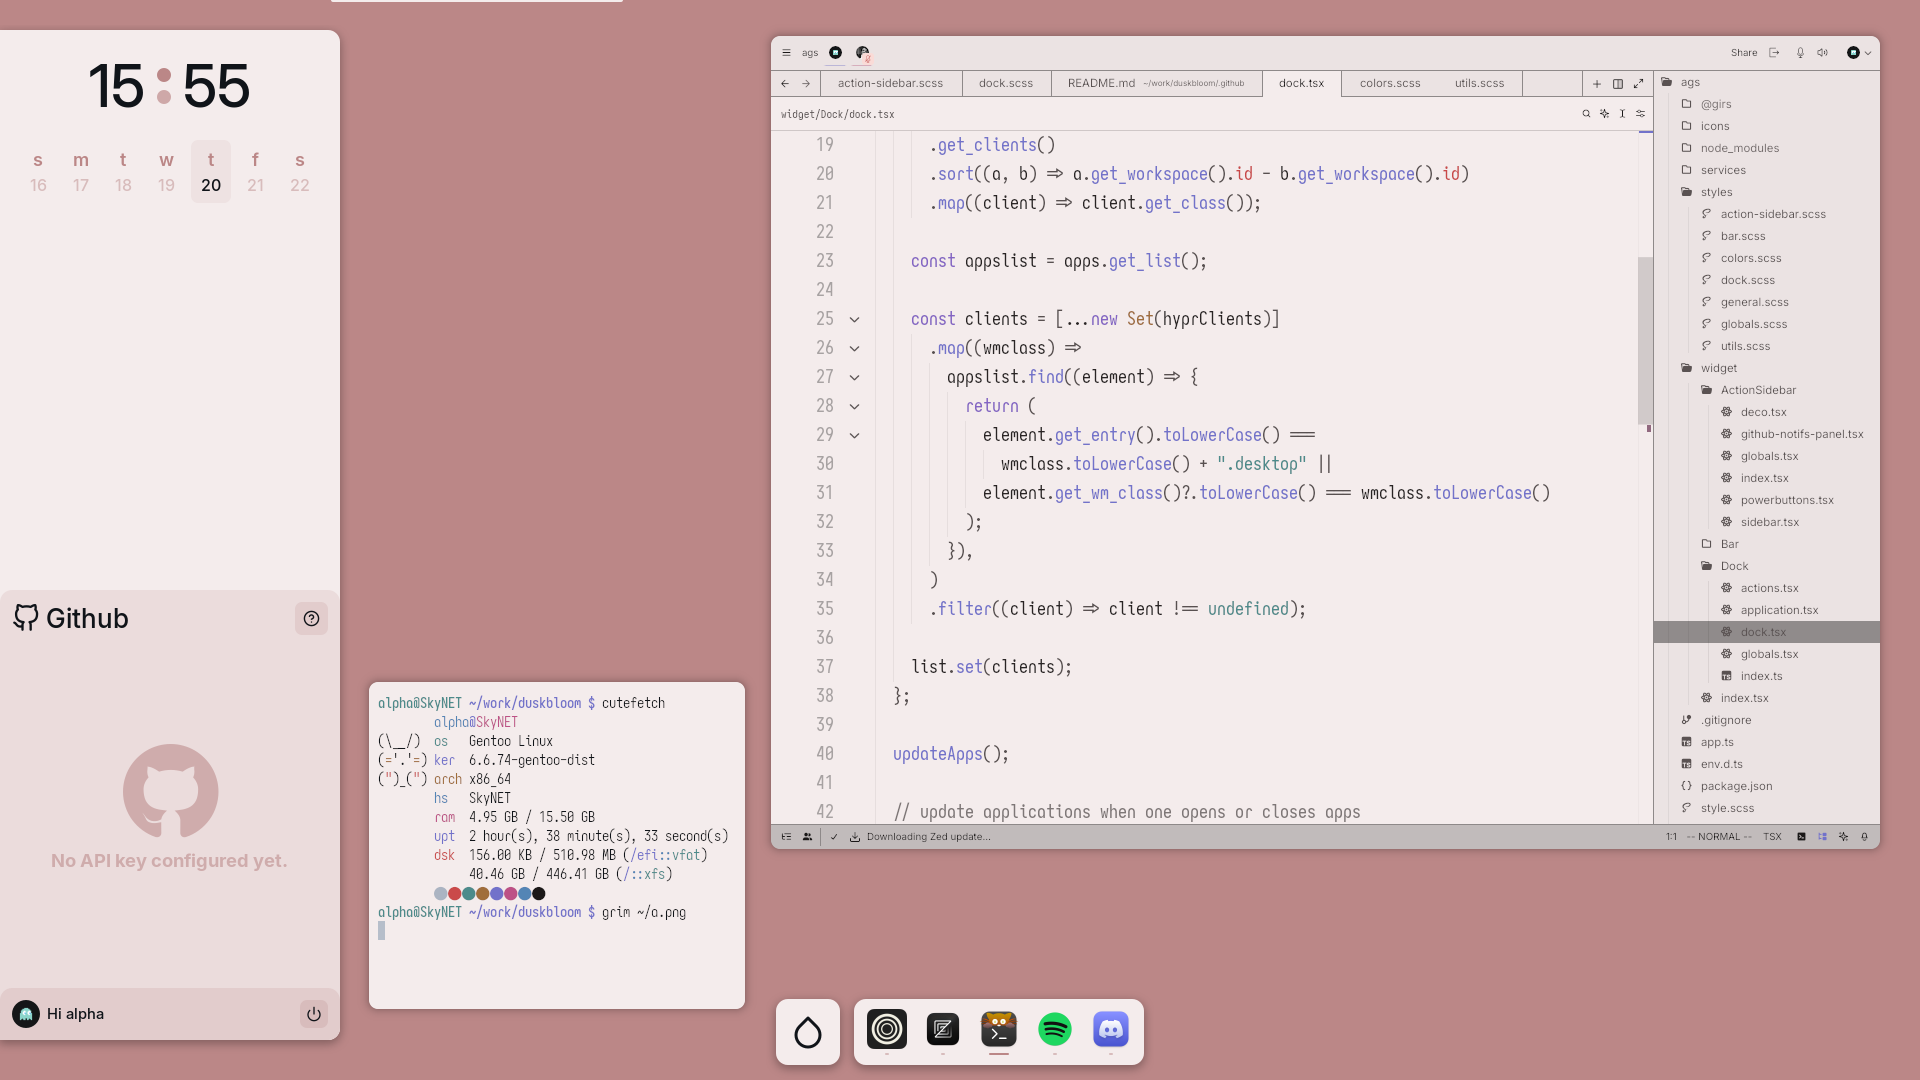 15:55
s m t w t f s
16 17 18 19 20 21 22
Github
No API key configured yet.
Hi alpha
alpha@SkyNET ~/work/duskbloom $ cutefetch
alpha@SkyNET
(\__/) os Gentoo Linux
(='.'=) ker 6.6.74-gentoo-dist
(")_(") arch x86_64
hs SkyNET
ram 4.95 GB / 15.50 GB
upt 2 hour(s), 38 minute(s), 33 second(s)
dsk 156.00 KB / 510.98 MB (/efi::vfat)
40.46 GB / 446.41 GB (/::xfs)
alpha@SkyNET ~/work/duskbloom $ grim ~/a.png
ags
Share
action-sidebar.scss dock.scss README.md ~/work/duskbloom/.github dock.tsx colors.scss utils.scss
widget/Dock/dock.tsx
19 .get_clients()
20 .sort((a, b) => a.get_workspace().id - b.get_workspace().id)
21 .map((client) => client.get_class());
22
23 const appslist = apps.get_list();
24
25 const clients = [...new Set(hyprClients)]
26 .map((wmclass) =>
27 appslist.find((element) => {
28 return (
29 element.get_entry().toLowerCase() ===
30 wmclass.toLowerCase() + ".desktop" ||
31 element.get_wm_class()?.toLowerCase() === wmclass.toLowerCase()
32 );
33 }),
34 )
35 .filter((client) => client !== undefined);
36
37 list.set(clients);
38 };
39
40 updateApps();
41
42 // update applications when one opens or closes apps
ags
@girs
icons
node_modules
services
styles
action-sidebar.scss
bar.scss
colors.scss
dock.scss
general.scss
globals.scss
utils.scss
widget
ActionSidebar
deco.tsx
github-notifs-panel.tsx
globals.tsx
index.tsx
powerbuttons.tsx
sidebar.tsx
Bar
Dock
actions.tsx
application.tsx
dock.tsx
globals.tsx
index.ts
index.tsx
.gitignore
app.ts
env.d.ts
package.json
style.scss
Downloading Zed update...
1:1 -- NORMAL -- TSX